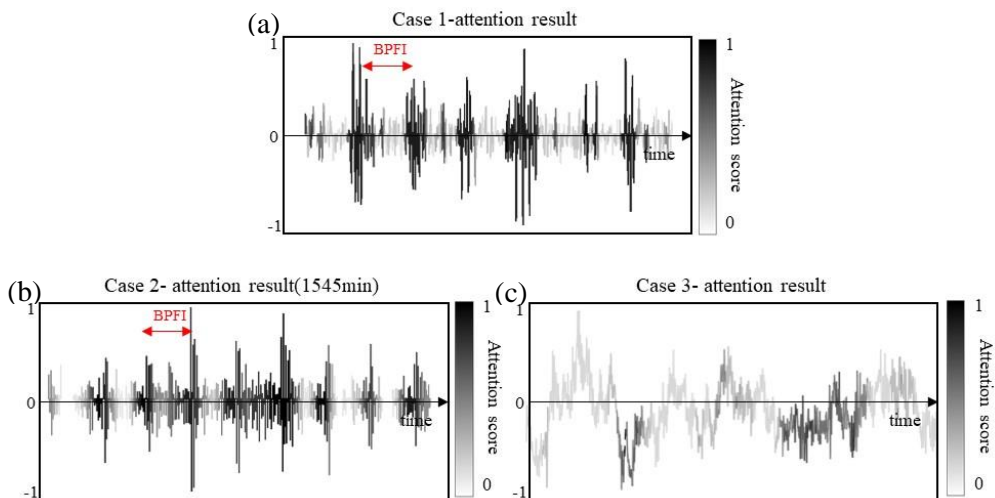 (a)
Case 1-attention result
1
0
-1
BPFI
time
1
Attention score
0
(b)
Case 2- attention result(1545min)
1
0
-1
BPFI
time
1
Attention score
0
(c)
Case 3- attention result
1
0
-1
time
1
Attention score
0